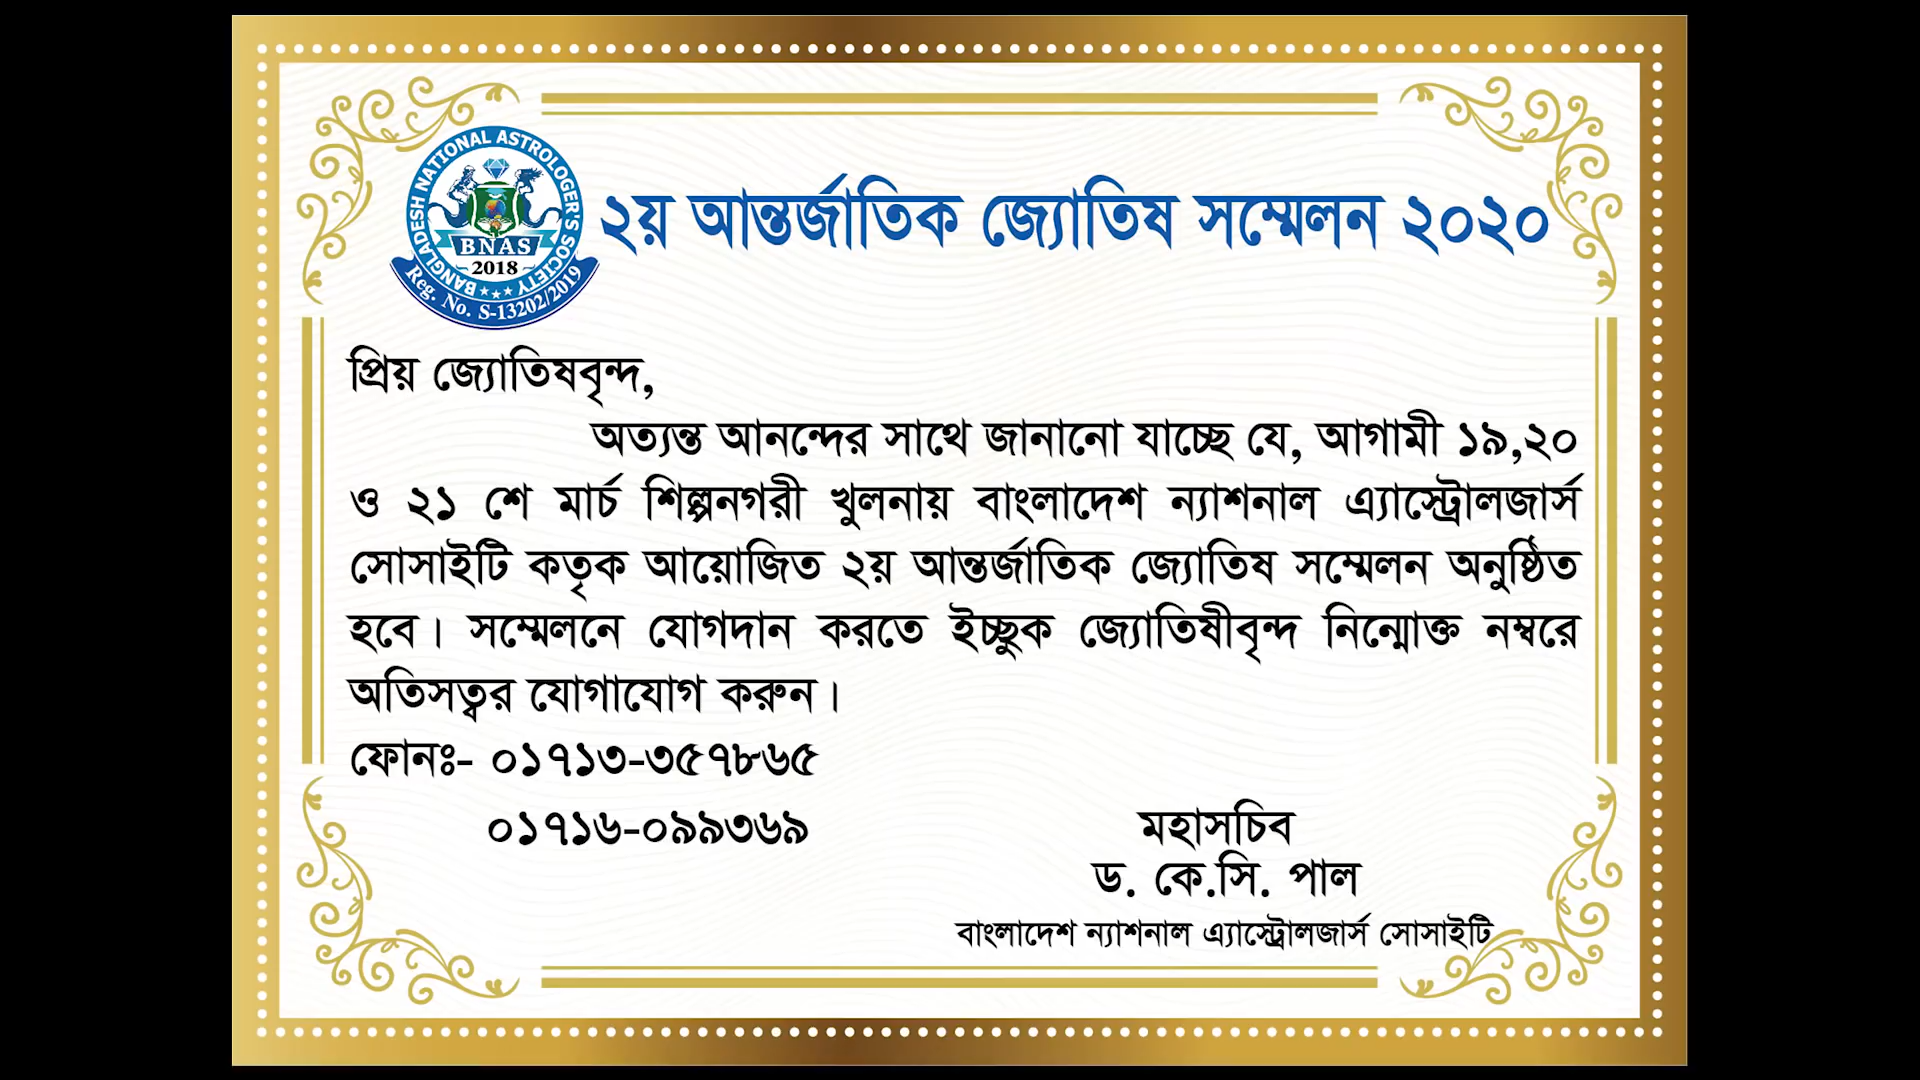 BANGLADESH NATIONAL ASTROLOGER'S SOCIETY
BNAS
2018
Reg. No. S-13202/2019
২য় আন্তর্জাতিক জ্যোতিষ সম্মেলন ২০২০
প্রিয় জ্যোতিষবৃন্দ,
অত্যন্ত আনন্দের সাথে জানানো যাচ্ছে যে, আগামী ১৯,২০
ও ২১ শে মার্চ শিল্পনগরী খুলনায় বাংলাদেশ ন্যাশনাল এ্যাস্ট্রোলজার্স
সোসাইটি কতৃক আয়োজিত ২য় আন্তর্জাতিক জ্যোতিষ সম্মেলন অনুষ্ঠিত
হবে। সম্মেলনে যোগদান করতে ইচ্ছুক জ্যোতিষীবৃন্দ নিন্মোক্ত নম্বরে
অতিসত্বর যোগাযোগ করুন।
ফোনঃ- ০১৭১৩-৩৫৭৮৬৫
০১৭১৬-০৯৯৩৬৯
মহাসচিব
ড. কে.সি. পাল
বাংলাদেশ ন্যাশনাল এ্যাস্ট্রোলজার্স সোসাইটি